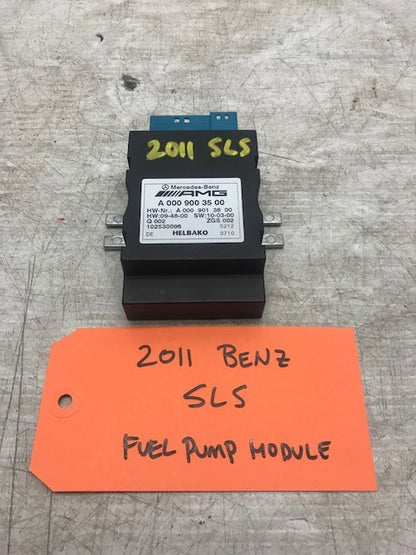 2011 SLS
Mercedes-Benz
AMG
A 000 900 35 00
HW-Nr.: A 000 901 38 00
HW:09-48-00 SW:10-03-00
Q 002 ZGS 002
102530096 3212
DE HELBAKO 3710
2011 BENZ
SLS
FUEL PUMP MODULE